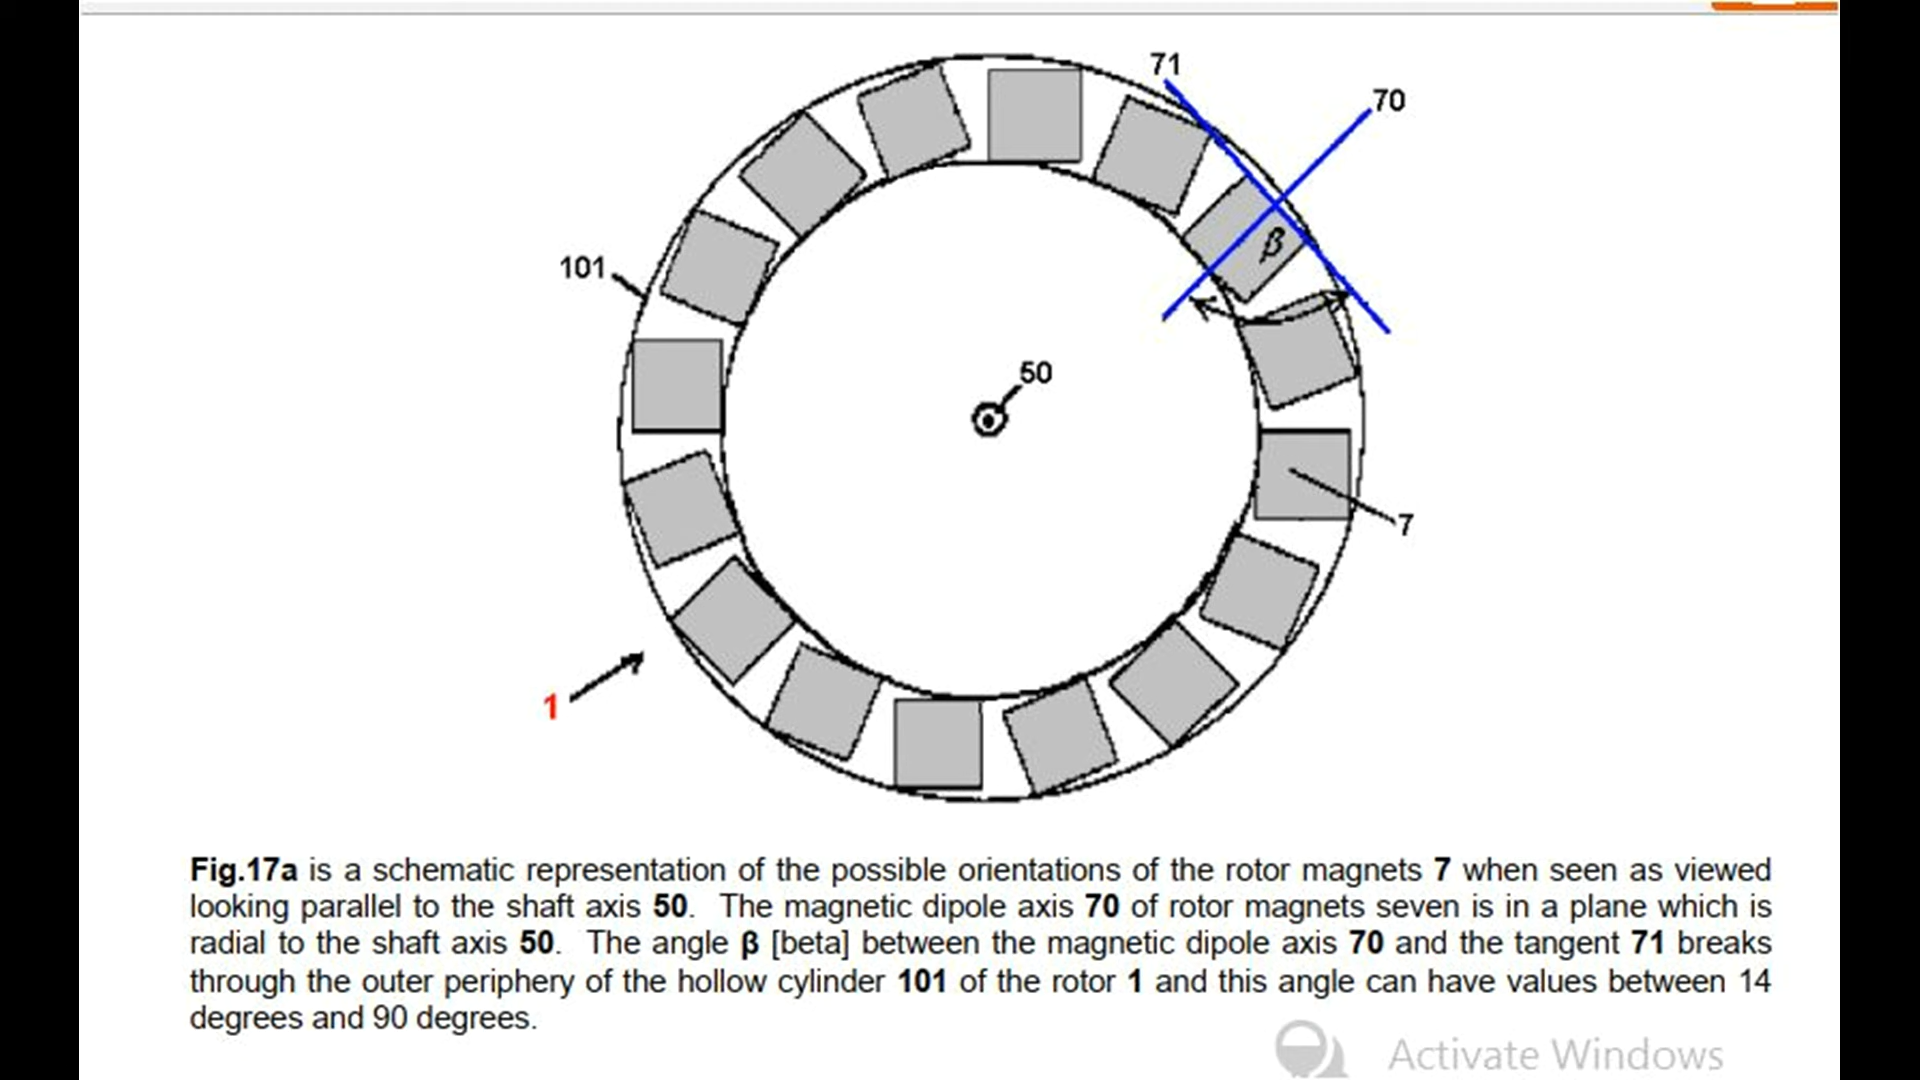 71
70
β
101
50
7
1
Fig.17a is a schematic representation of the possible orientations of the rotor magnets 7 when seen as viewed
looking parallel to the shaft axis 50. The magnetic dipole axis 70 of rotor magnets seven is in a plane which is
radial to the shaft axis 50. The angle β [beta] between the magnetic dipole axis 70 and the tangent 71 breaks
through the outer periphery of the hollow cylinder 101 of the rotor 1 and this angle can have values between 14
degrees and 90 degrees.
Activate Windows